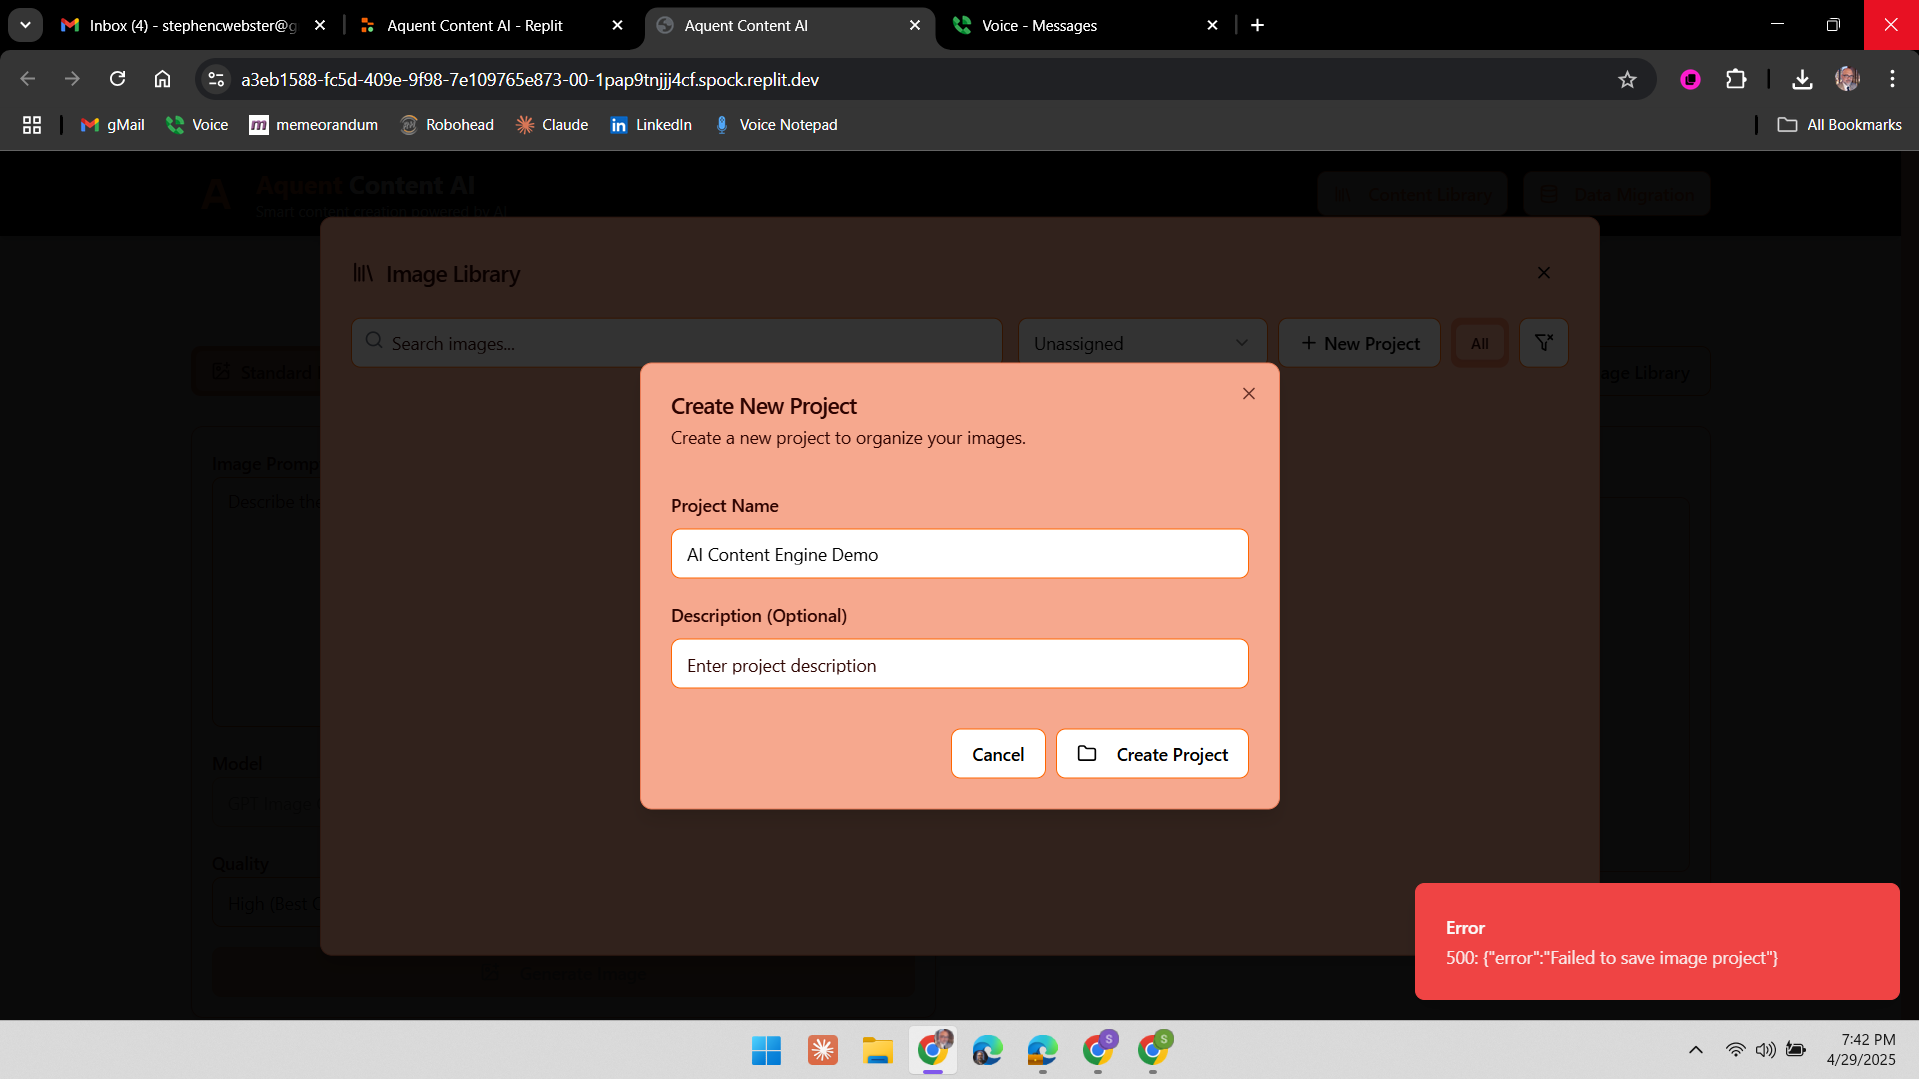 Inbox (4) - stephencwebster@g
Aquent Content AI - Replit
Aquent Content AI
Voice - Messages
a3eb1588-fc5d-409e-9f98-7e109765e873-00-1pap9tnjjj4cf.spock.replit.dev
gMail
Voice
m memeorandum
Robohead
Claude
in LinkedIn
Voice Notepad
All Bookmarks
A
Aquent Content AI
Smart content creation powered by AI
Content Library
Data Migration
Image Library
Search images...
Unassigned
+ New Project
All
Standard
age Library
Create New Project
Create a new project to organize your images.
Image Promp
Describe the
Project Name
AI Content Engine Demo
Description (Optional)
Enter project description
Cancel
Create Project
Model
GPT Image
Quality
High (Best
Generate Image
Error
500: {"error":"Failed to save image project"}
S
S
7:42 PM
4/29/2025